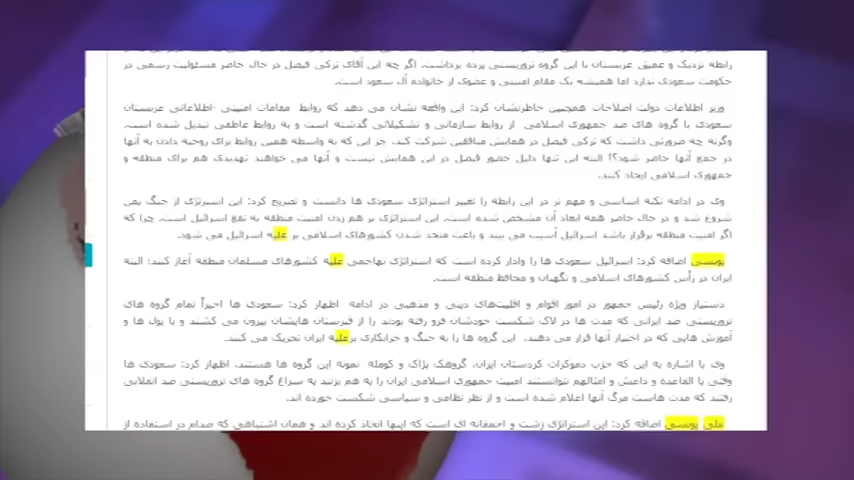 رابطه نزدیک و عمیق عربستان با این گروه تروریستی پرده برداشت. اگر چه این آقای ترکی فیصل در حال حاضر مسئولیت رسمی در
حکومت سعودی ندارد اما همیشه یک مقام امنیتی و عضوی از خانواده آل سعود است.
وزیر اطلاعات دولت اصلاحات همچنین خاطرنشان کرد: این واقعه نشان می دهد که روابط مقامات امنیتی -اطلاعاتی عربستان
سعودی با گروه های ضد جمهوری اسلامی از روابط سازمانی و تشکیلاتی گذشته است و به روابط عاطفی تبدیل شده است.
وگرنه چه ضرورتی داشت که ترکی فیصل در همایش منافقین شرکت کند، جز این که به واسطه همین روابط برای روحیه دادن به آنها
در جمع آنها حاضر شود؟! البته این تنها دلیل حضور فیصل در این همایش نیست و آنها می خواهند تهدیدی هم برای منطقه و
جمهوری اسلامی ایجاد کنند.
وی در ادامه نکته اساسی و مهم تر در این رابطه را تغییر استراتژی سعودی ها دانست و تصریح کرد: این استرتژی از جنگ یمن
شروع شد و در حال حاضر همه ابعاد آن مشخص شده است. این استراتژی بر هم زدن امنیت منطقه به نفع اسرائیل است. چرا که
اگر امنیت منطقه برقرار باشد اسرائیل آسیب می بیند و باعث متحد شدن کشورهای اسلامی بر علیه اسرائیل می شود.
یونسی اضافه کرد: اسرائیل سعودی ها را وادار کرده است که استراتژی تهاجمی علیه کشورهای مسلمان منطقه آغاز کنند؛ البته
ایران در رأس کشورهای اسلامی و نگهبان و محافظ منطقه است.
دستیار ویژه رئیس جمهور در امور اقوام و اقلیت‌های دینی و مذهبی در ادامه اظهار کرد: سعودی ها اخیراً تمام گروه های
تروریستی ضد ایرانی که مدت ها در لاک شکست خودشان فرو رفته بودند را از قبرستان هایشان بیرون می کشند و با پول ها و
آموزش هایی که در اختیار آنها قرار می دهند، این گروه ها را به جنگ و خرابکاری برعلیه ایران تحریک می کنند.
وی با اشاره به این که حزب دموکرات کردستان ایران، گروهک پژاک و کومله نمونه این گروه ها هستند، اظهار کرد: سعودی ها
وقتی با القاعده و داعش و امثالهم نتوانستند امنیت جمهوری اسلامی ایران را به هم بزنند به سراغ گروه های تروریستی ضد انقلابی
رفتند که مدت هاست مرگ آنها اعلام شده است و از نظر نظامی و سیاسی شکست خورده اند.
علی یونسی اضافه کرد: این استراتژی زشت و احمقانه ای است که اینها اتخاذ کرده اند و همان اشتباهی که صدام در استفاده از